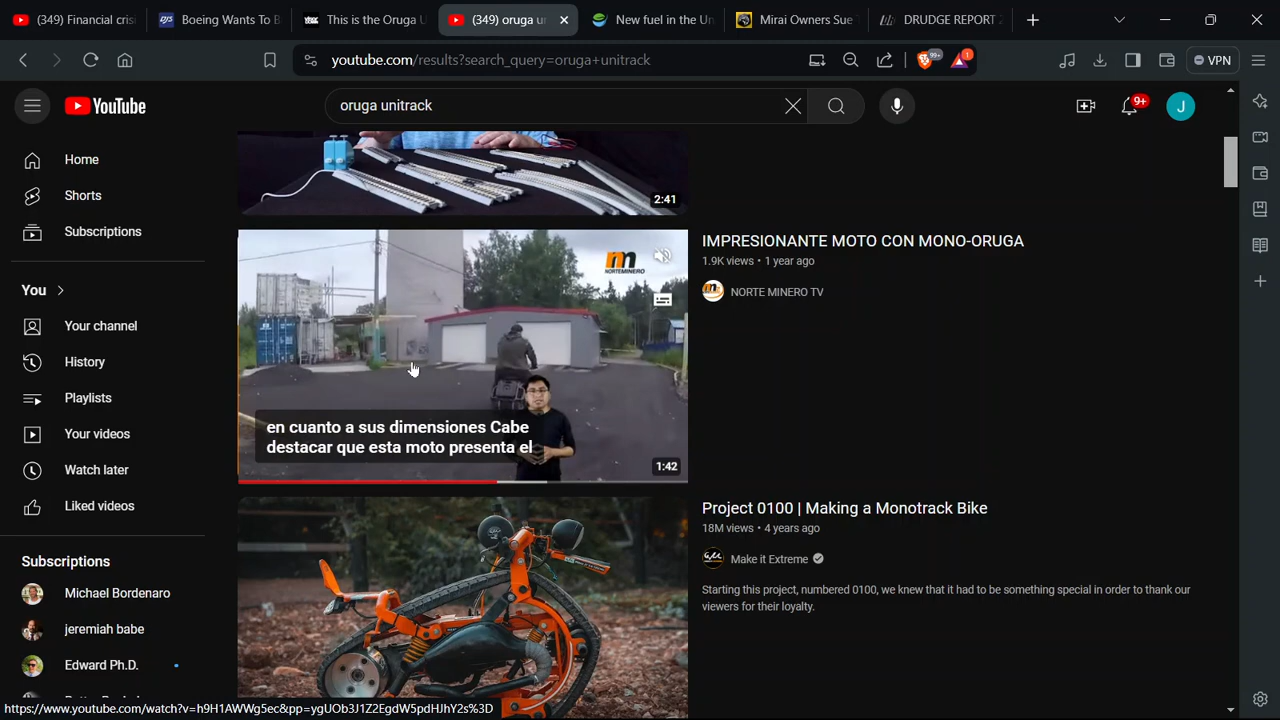 (349) Financial crisi
Boeing Wants To B
This is the Oruga U
(349) oruga un
New fuel in the Un
Mirai Owners Sue T
DRUDGE REPORT 2
youtube.com/results?search_query=oruga+unitrack
99+
1
VPN
YouTube
oruga unitrack
9+
J
Home
Shorts
Subscriptions
You
Your channel
History
Playlists
Your videos
Watch later
Liked videos
Subscriptions
Michael Bordenaro
jeremiah babe
Edward Ph.D.
2:41
NORTEMINERO
en cuanto a sus dimensiones Cabe
destacar que esta moto presenta el
1:42
IMPRESIONANTE MOTO CON MONO-ORUGA
1.9K views • 1 year ago
NORTE MINERO TV
Project 0100 | Making a Monotrack Bike
18M views • 4 years ago
Make it Extreme
Starting this project, numbered 0100, we knew that it had to be something special in order to thank our
viewers for their loyalty.
https://www.youtube.com/watch?v=h9H1AWWg5ec&pp=ygUOb3J1Z2EgdW5pdHJhY2s%3D